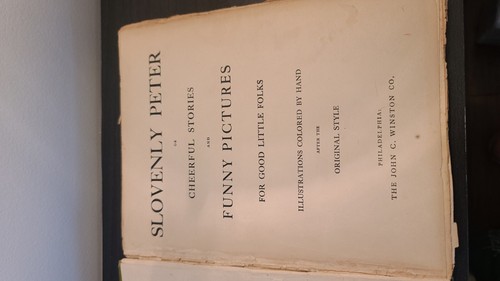 SLOVENLY PETER
OR
CHEERFUL STORIES
AND
FUNNY PICTURES
FOR GOOD LITTLE FOLKS
ILLUSTRATIONS COLORED BY HAND
AFTER THE
ORIGINAL STYLE
PHILADELPHIA:
THE JOHN C. WINSTON CO.